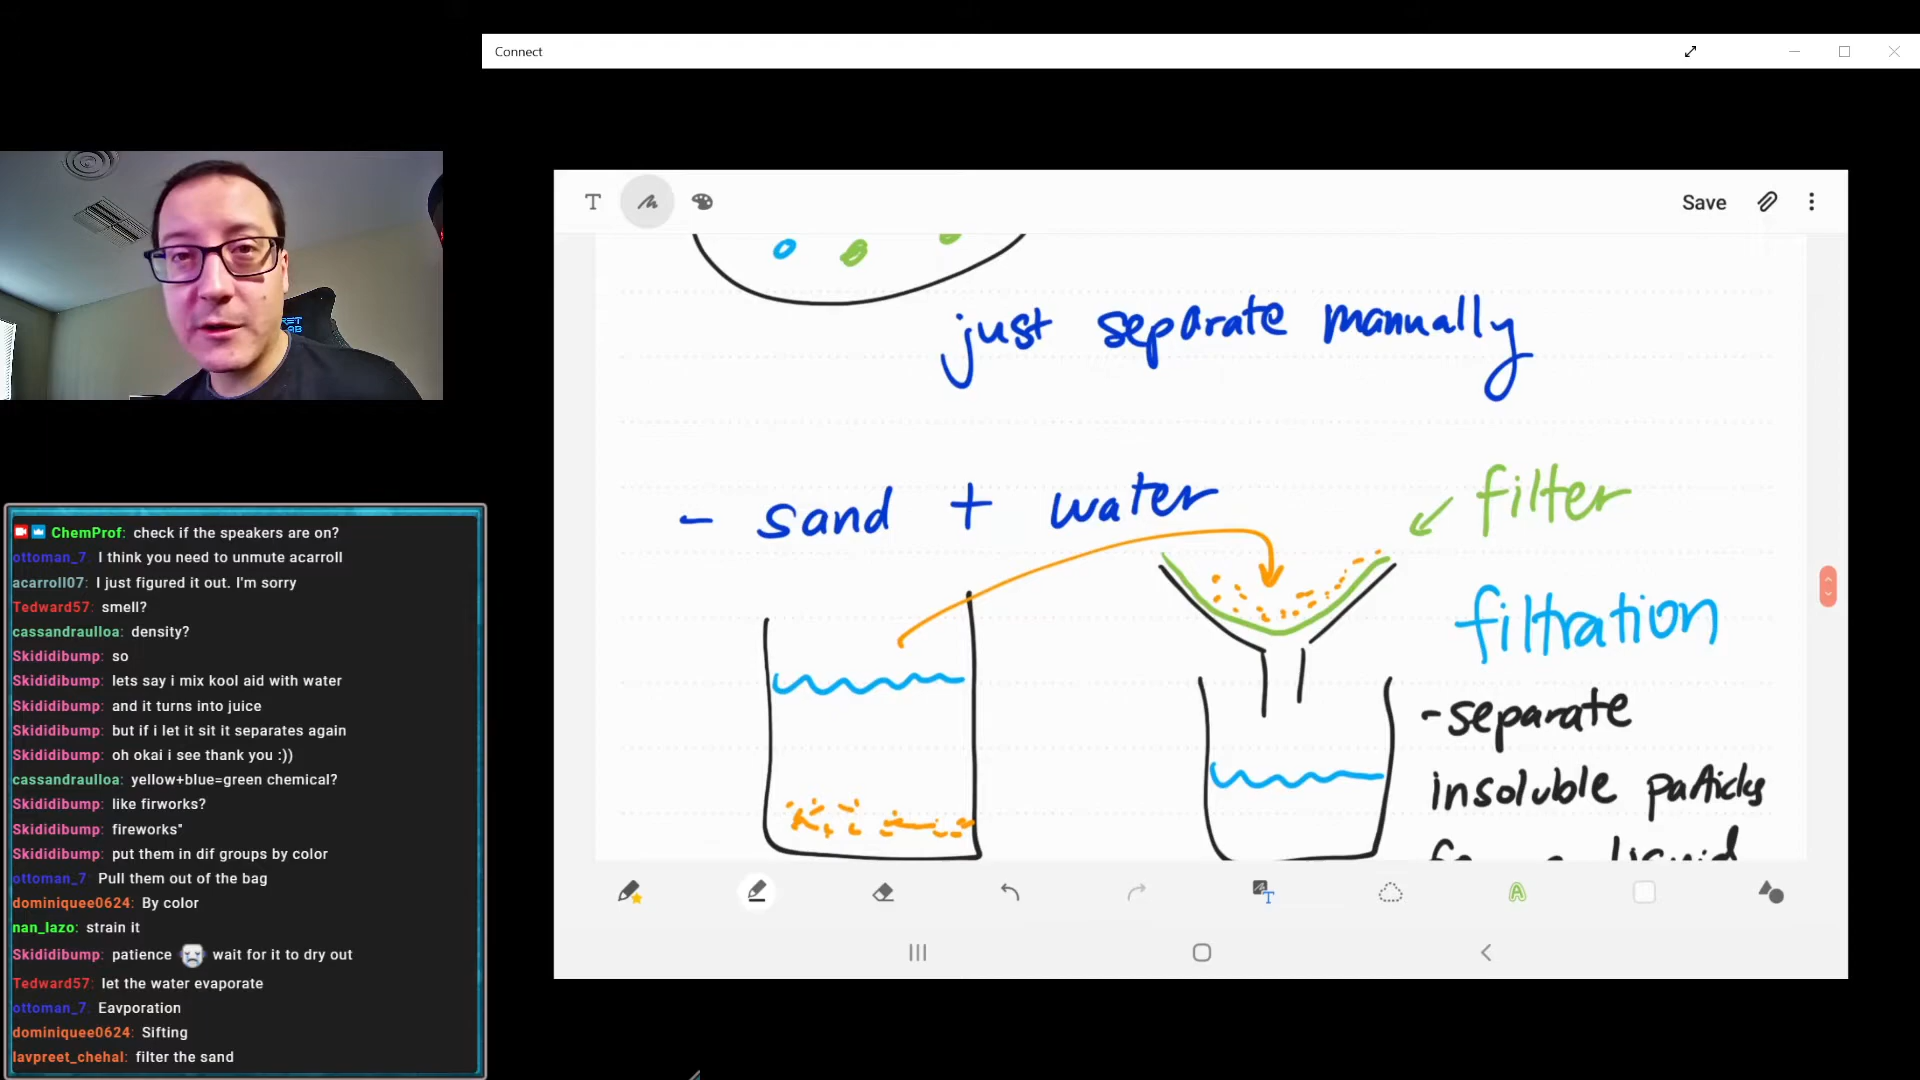 Connect
T
Save
just separate manually
- sand + water
filter
filtration
-separate
insoluble particles
liquid
ChemProf: check if the speakers are on?
ottoman_7: I think you need to unmute acarroll
acarroll07: I just figured it out. I'm sorry
Tedward57: smell?
cassandraulloa: density?
Skididibump: so
Skididibump: lets say i mix kool aid with water
Skididibump: and it turns into juice
Skididibump: but if i let it sit it separates again
Skididibump: oh okai i see thank you :))
cassandraulloa: yellow+blue=green chemical?
Skididibump: like firworks?
Skididibump: fireworks"
Skididibump: put them in dif groups by color
ottoman_7: Pull them out of the bag
dominiquee0624: By color
nan_lazo: strain it
Skididibump: patience wait for it to dry out
Tedward57: let the water evaporate
ottoman_7: Eavporation
dominiquee0624: Sifting
lavpreet_chehal: filter the sand